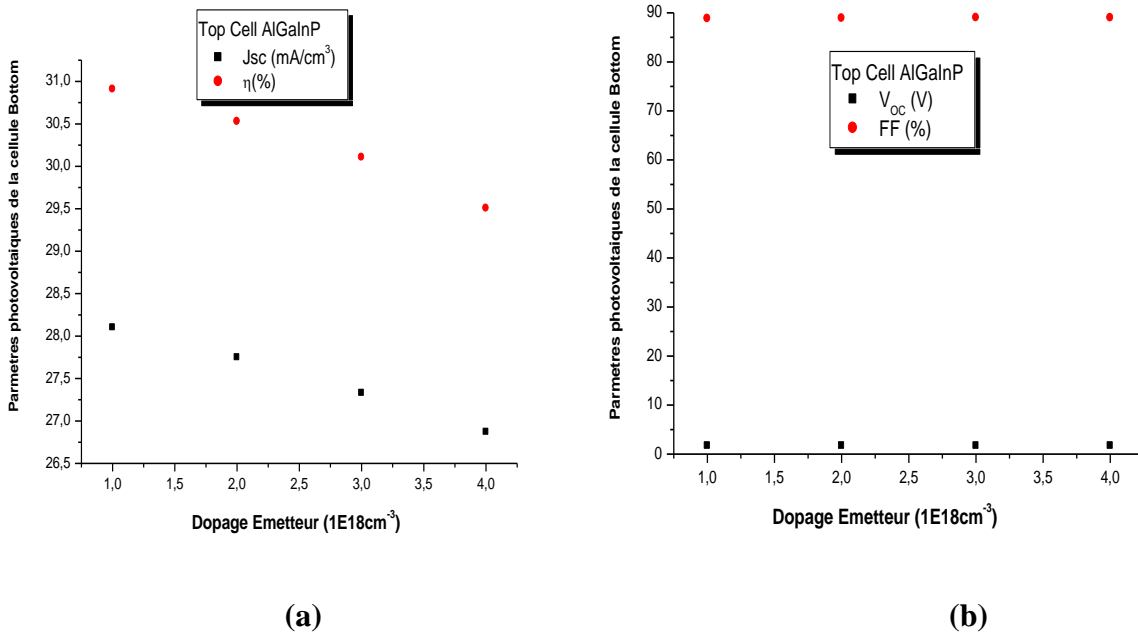 Top Cell AlGaInP
Jsc (mA/cm³)
η(%)
Parmetres photovoltaiques de la cellule Bottom
31,0
30,5
30,0
29,5
29,0
28,5
28,0
27,5
27,0
26,5
1,0 1,5 2,0 2,5 3,0 3,5 4,0
Dopage Emetteur (1E18cm⁻³)
(a)
Top Cell AlGaInP
V_OC (V)
FF (%)
Parmetres photovoltaiques de la cellule Bottom
90
80
70
60
50
40
30
20
10
0
1,0 1,5 2,0 2,5 3,0 3,5 4,0
Dopage Emetteur (1E18cm⁻³)
(b)